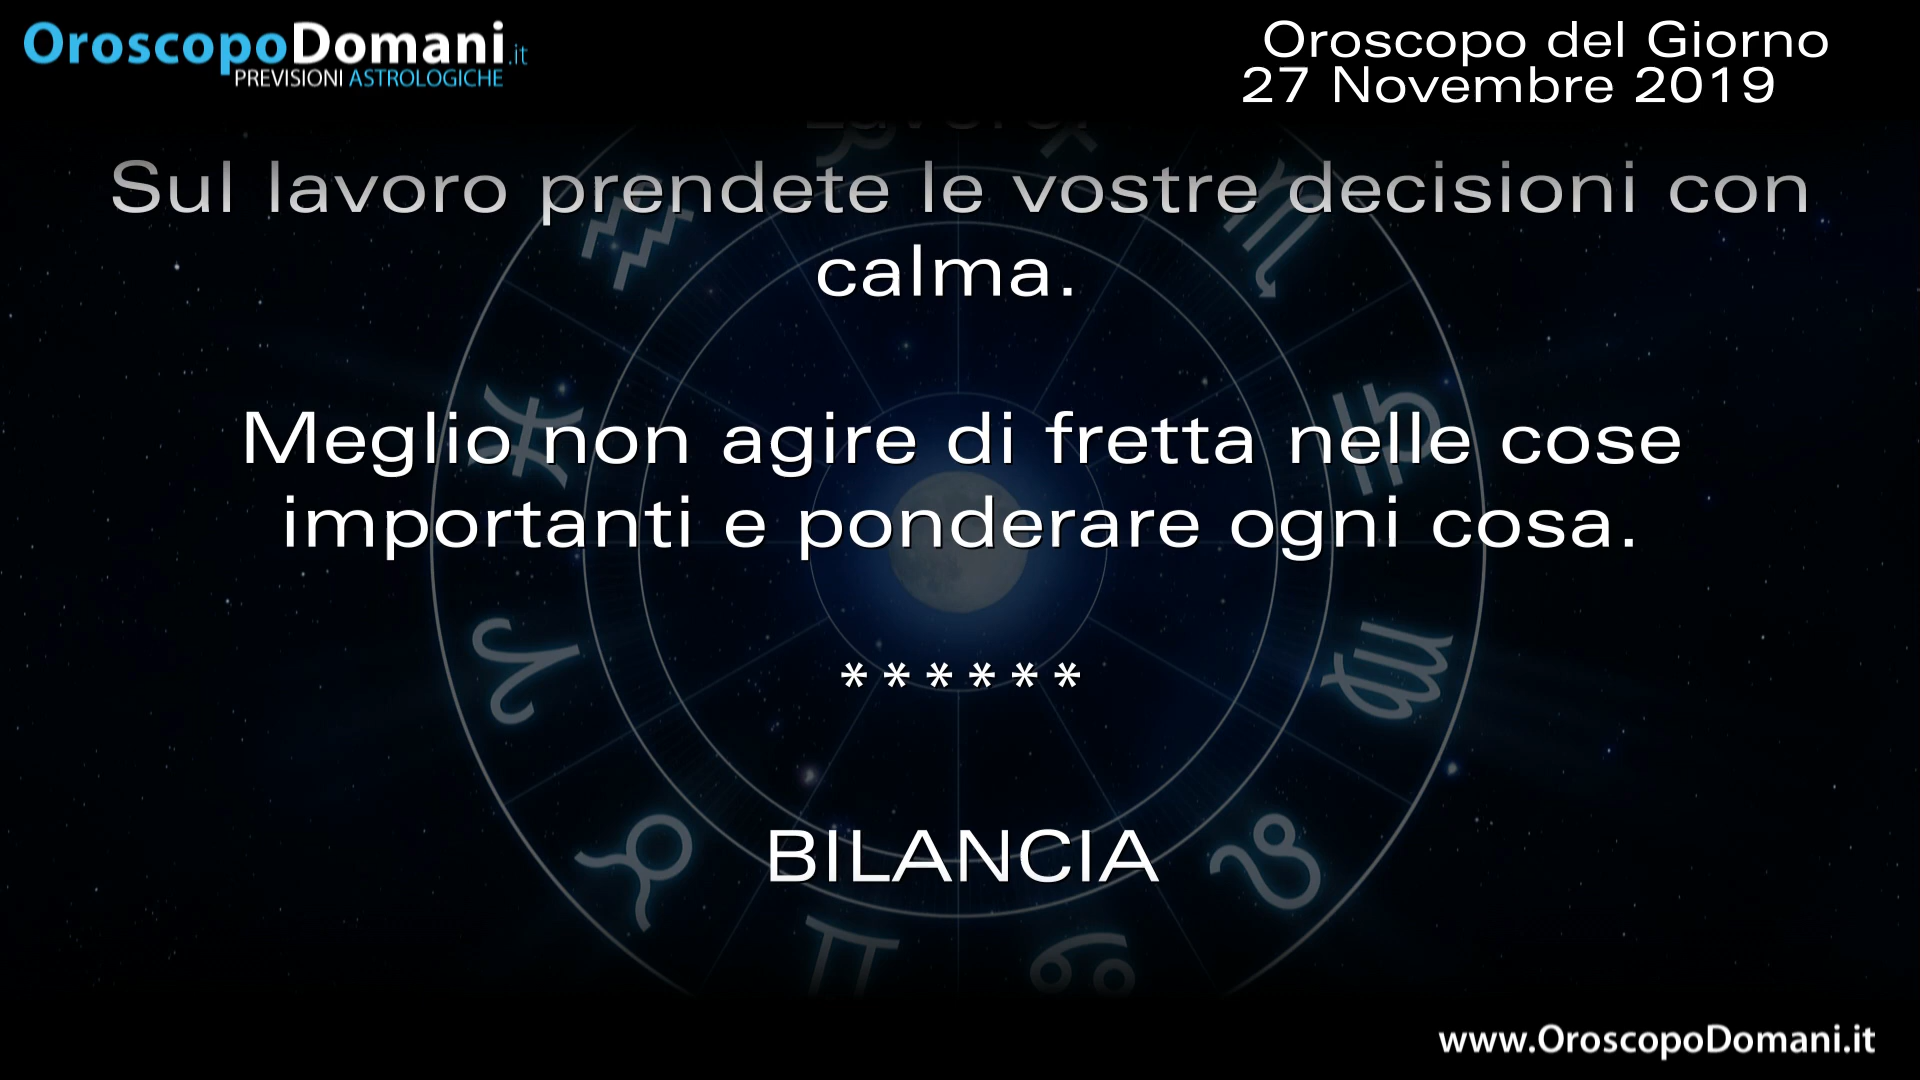 OroscopoDomani.it
PREVISIONI ASTROLOGICHE
Oroscopo del Giorno
27 Novembre 2019
Sul lavoro prendete le vostre decisioni con
calma.
Meglio non agire di fretta nelle cose
importanti e ponderare ogni cosa.
******
BILANCIA
www.OroscopoDomani.it